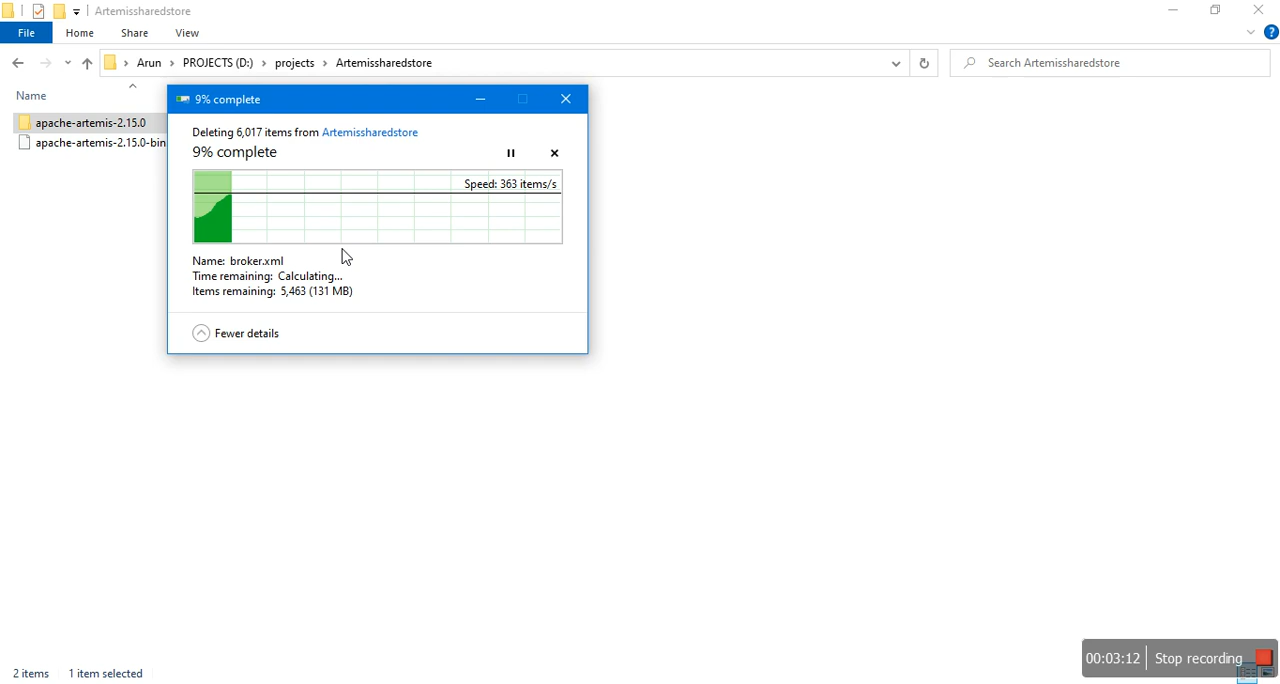 Artemissharedstore
File Home Share View
Arun > PROJECTS (D:) > projects > Artemissharedstore
Search Artemissharedstore
Name
apache-artemis-2.15.0
apache-artemis-2.15.0-bin
9% complete
Deleting 6,017 items from Artemissharedstore
9% complete
Speed: 363 items/s
Name: broker.xml
Time remaining: Calculating...
Items remaining: 5,463 (131 MB)
Fewer details
00:03:12 Stop recording
2 items 1 item selected